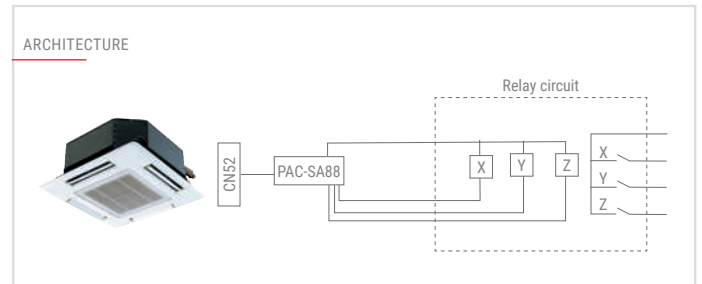 ARCHITECTURE
Relay circuit
CN52
PAC-SA88
X
Y
Z
X
Y
Z